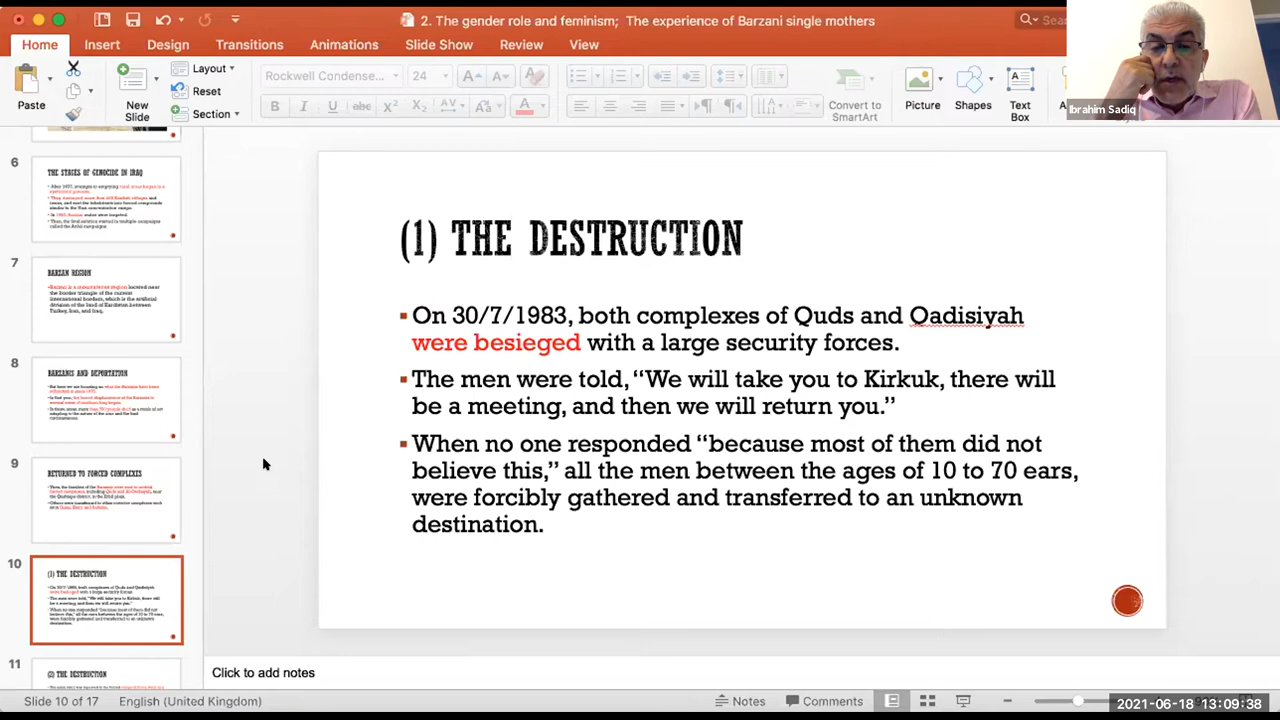 2. The gender role and feminism; The experience of Barzani single mothers
Home Insert Design Transitions Animations Slide Show Review View
Paste
New Slide
Layout
Reset
Section
Rockwell Condens...
24
Convert to SmartArt
Picture
Shapes
Text Box
Ibrahim Sadiq
6
THE STAGES OF GENOCIDE IN IRAQ
7
BARZAN REGION
8
BARZANIS AND DEPORTATION
9
RETURNED TO FORCED COMPLEXES
10
(1) THE DESTRUCTION
11
(2) THE DESTRUCTION
(1) THE DESTRUCTION
On 30/7/1983, both complexes of Quds and Qadisiyah
were besieged with a large security forces.
The men were told, “We will take you to Kirkuk, there will
be a meeting, and then we will return you.”
When no one responded “because most of them did not
believe this,” all the men between the ages of 10 to 70 ears,
were forcibly gathered and transferred to an unknown
destination.
Click to add notes
Slide 10 of 17 English (United Kingdom) Notes Comments
2021-06-18 13:09:38